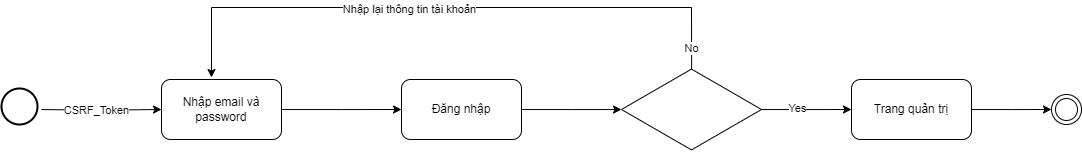 Nhập lại thông tin tài khoản
No
CSRF_Token
Nhập email và
password
Đăng nhập
Yes
Trang quản trị